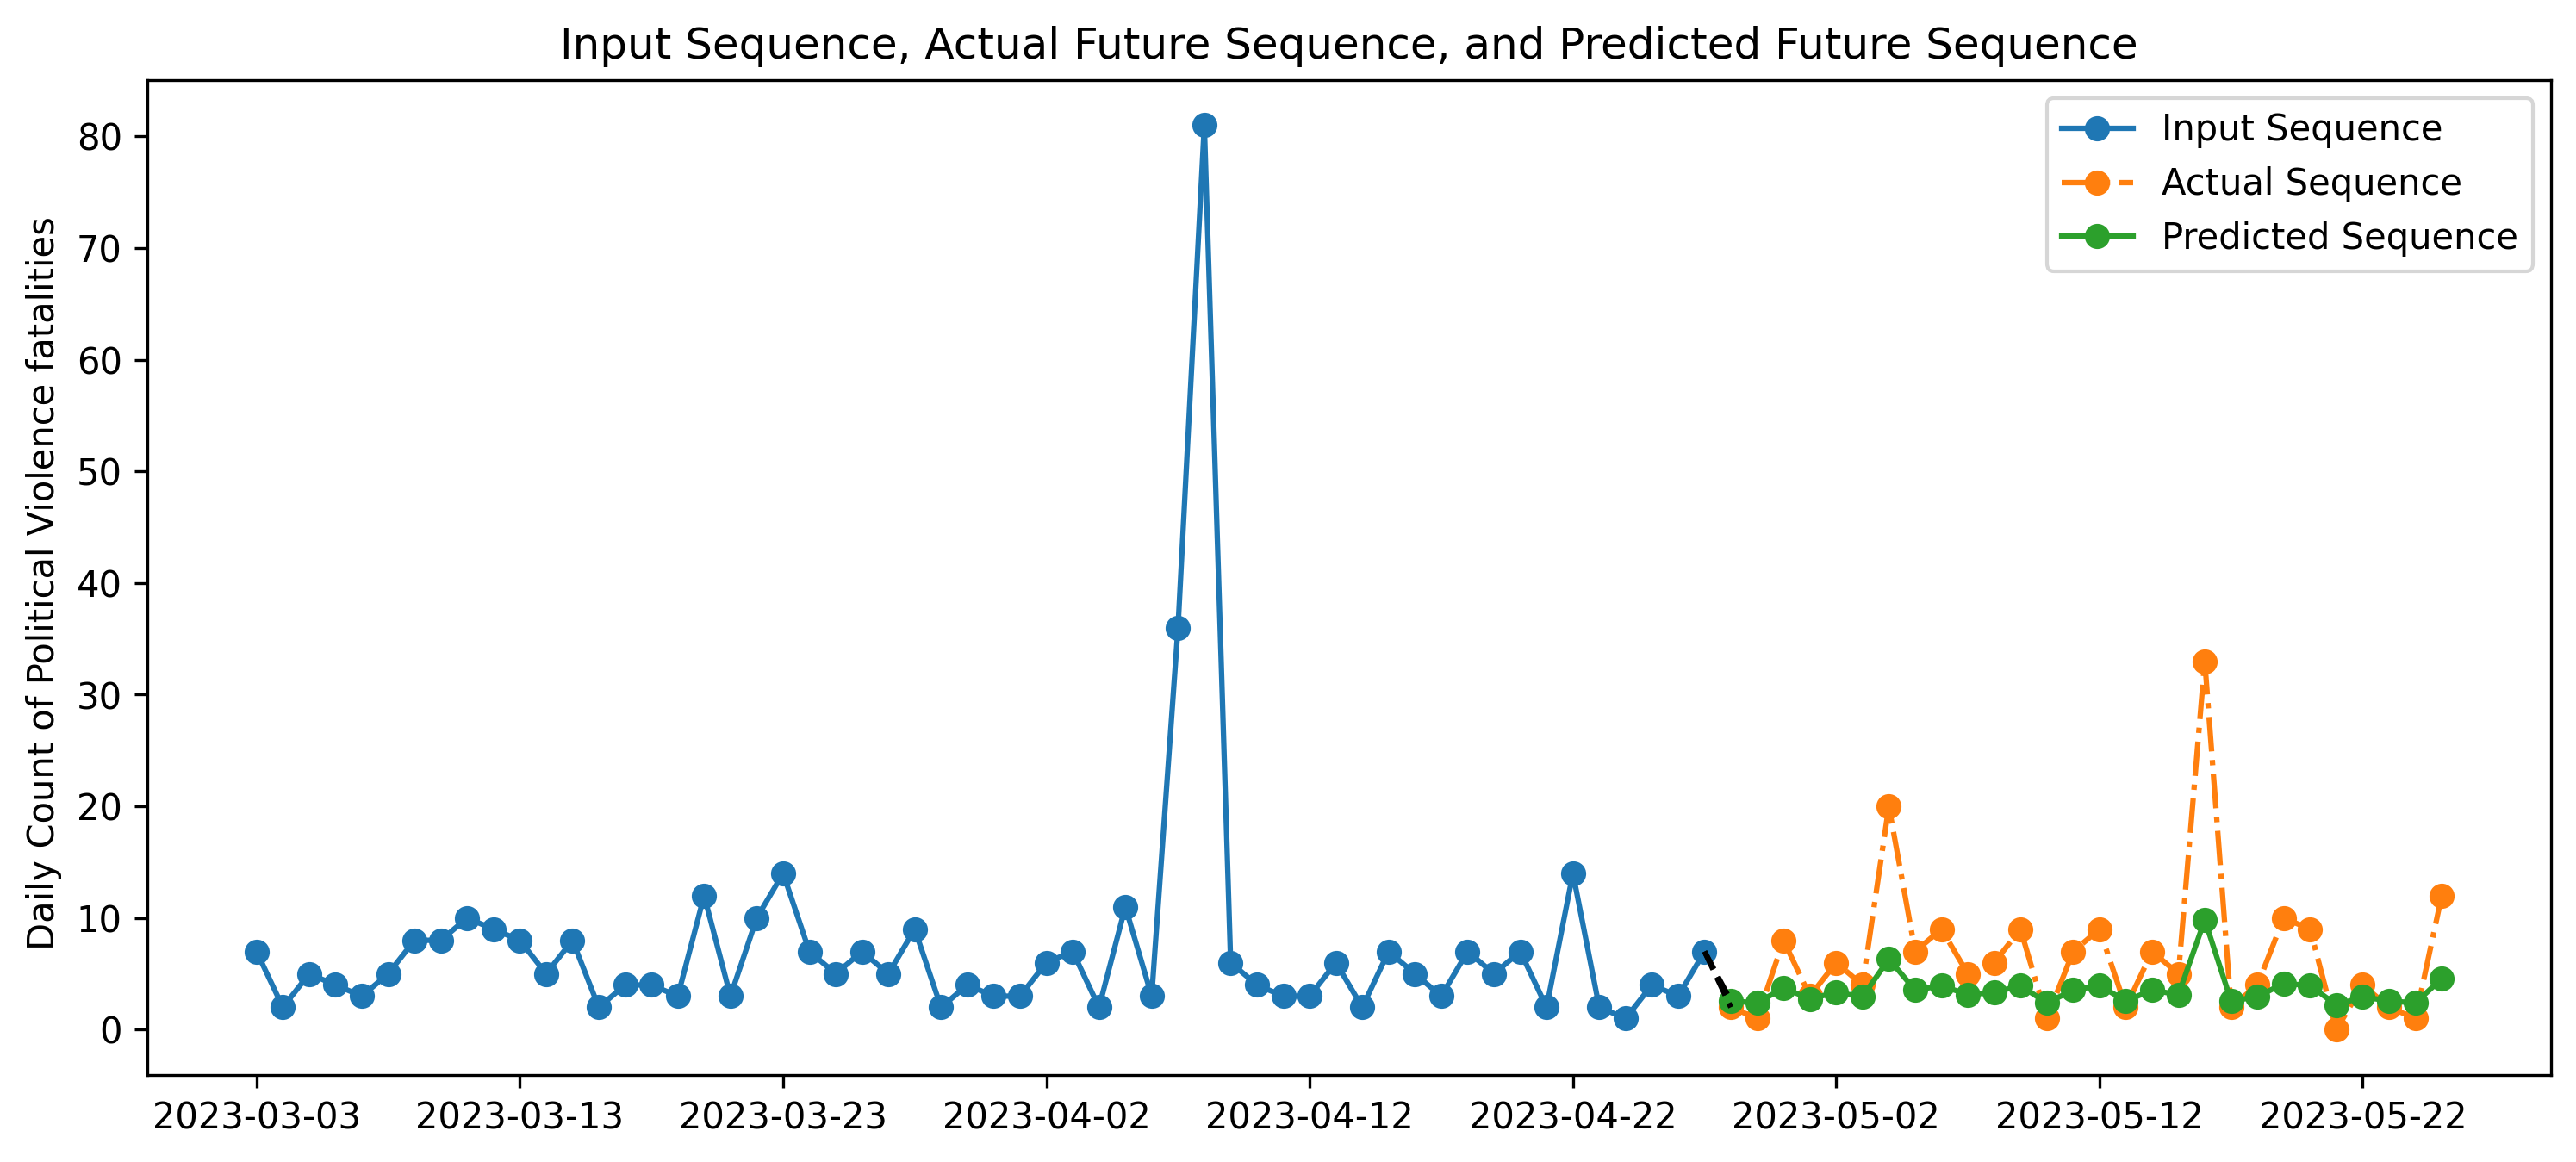 Input Sequence, Actual Future Sequence, and Predicted Future Sequence
Daily Count of Political Violence fatalities
80
70
60
50
40
30
20
10
0
Input Sequence
Actual Sequence
Predicted Sequence
2023-03-03 2023-03-13 2023-03-23 2023-04-02 2023-04-12 2023-04-22 2023-05-02 2023-05-12 2023-05-22